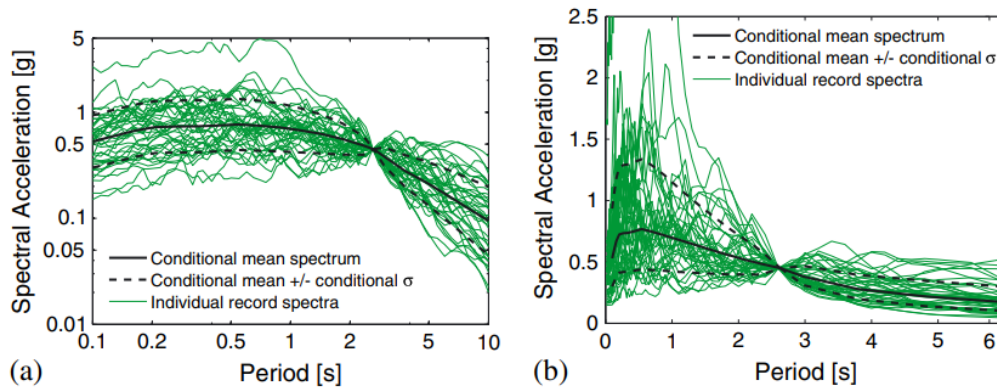 Spectral Acceleration [g]
5
1
0.5
0.1
0.05
0.01
Conditional mean spectrum
Conditional mean +/- conditional σ
Individual record spectra
0.1 0.2 0.5 1 2 5 10
(a)
Period [s]
Spectral Acceleration [g]
2.5
2
1.5
1
0.5
0
Conditional mean spectrum
Conditional mean +/- conditional σ
Individual record spectra
0 1 2 3 4 5 6
(b)
Period [s]